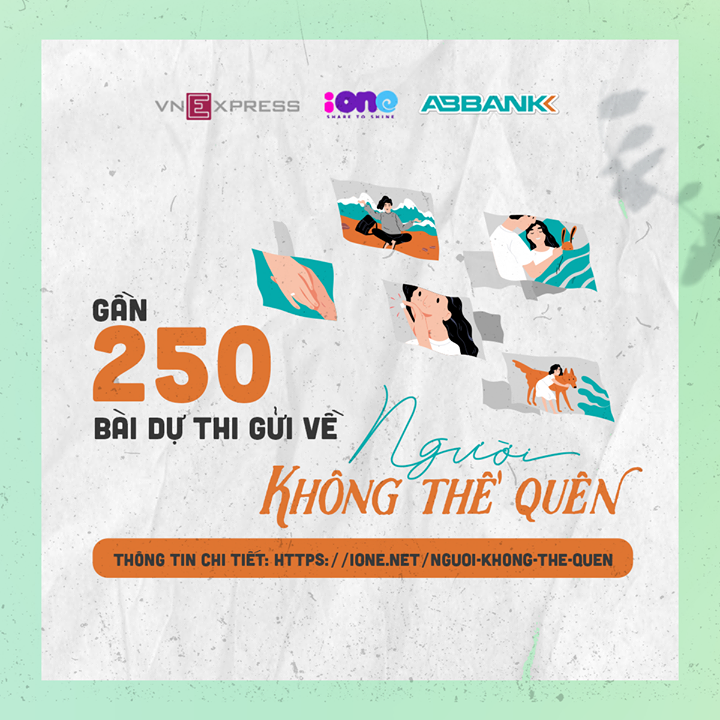 VNEXPRESS iOne ABBANK
SHARE TO SHINE
GẦN
250
BÀI DỰ THI GỬI VỀ
Người
KHÔNG THỂ QUÊN
THÔNG TIN CHI TIẾT: HTTPS://IONE.NET/NGUOI-KHONG-THE-QUEN